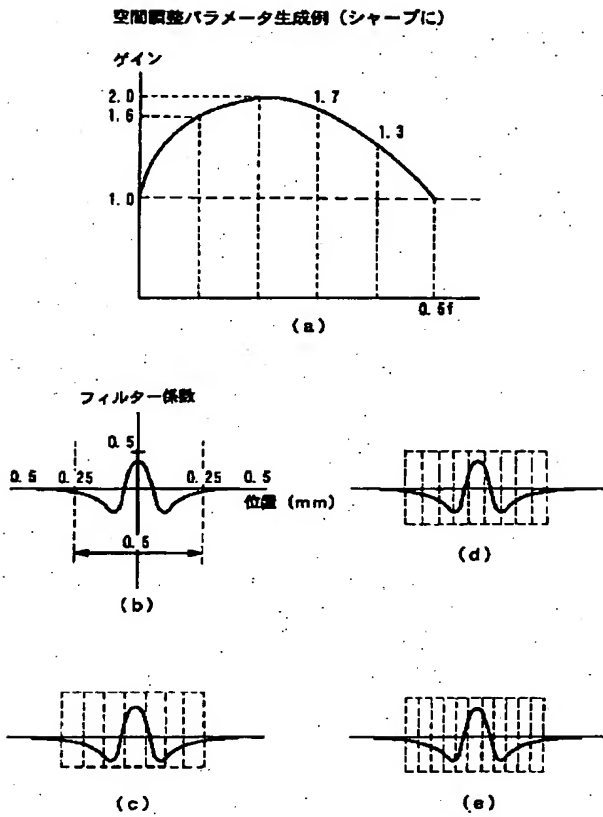 空間調整パラメータ生成例（シャープに）
ゲイン
2.0
1.6
1.7
1.3
1.0
0.5f
(a)
フィルター係数
0.5
0.5 0.25 0.25 0.5
位置 (mm)
0.5
(b)
(d)
(c)
(e)